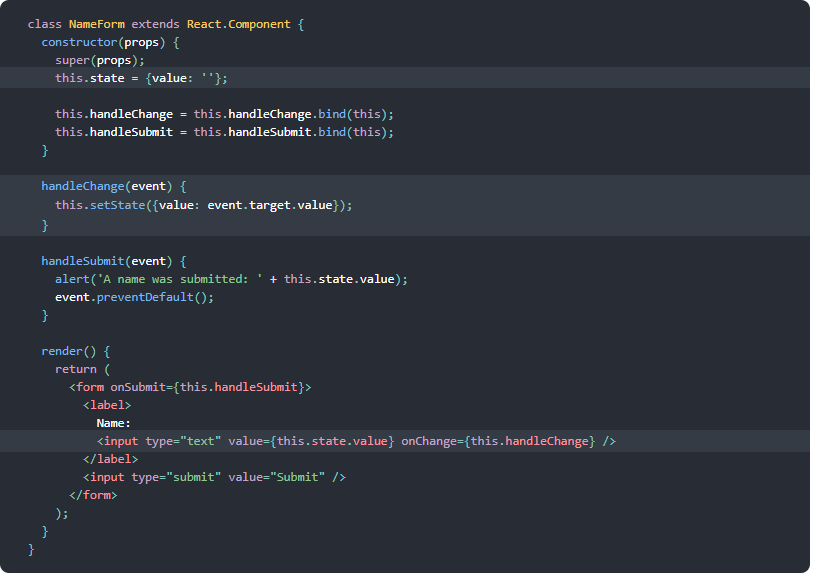 class NameForm extends React.Component {
  constructor(props) {
    super(props);
    this.state = {value: ''};

    this.handleChange = this.handleChange.bind(this);
    this.handleSubmit = this.handleSubmit.bind(this);
  }

  handleChange(event) {
    this.setState({value: event.target.value});
  }

  handleSubmit(event) {
    alert('A name was submitted: ' + this.state.value);
    event.preventDefault();
  }

  render() {
    return (
      <form onSubmit={this.handleSubmit}>
        <label>
          Name:
          <input type="text" value={this.state.value} onChange={this.handleChange} />
        </label>
        <input type="submit" value="Submit" />
      </form>
    );
  }
}